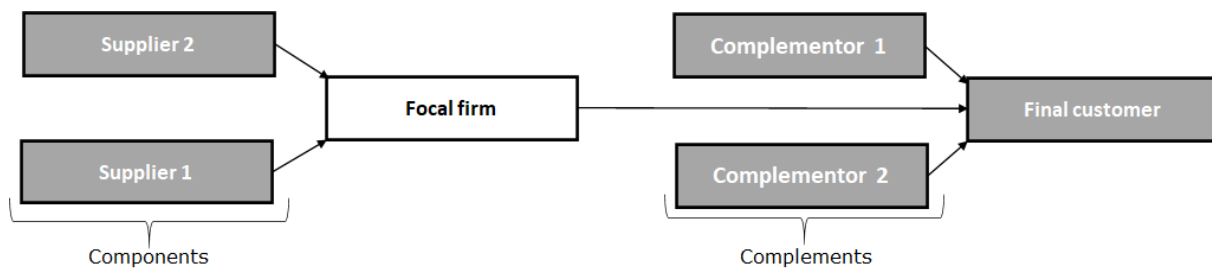 Supplier 2
Complementor 1
Focal firm
Final customer
Supplier 1
Complementor 2
Components
Complements